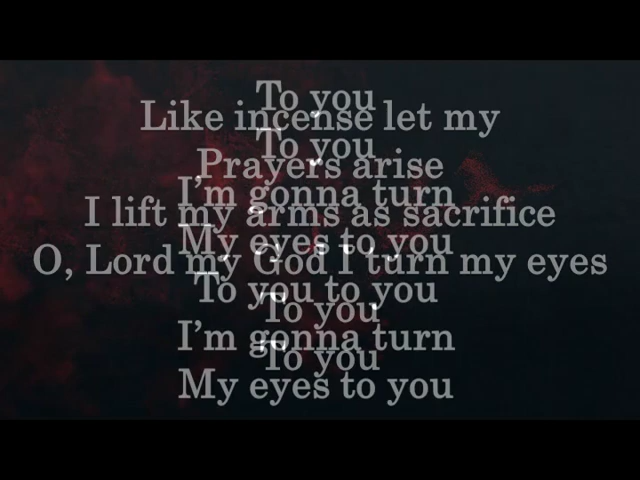 To you
Like incense let my
To you
Prayers arise
I’m gonna turn
I lift my arms as sacrifice
My eyes to you
O, Lord my God I turn my eyes
To you to you
To you
I’m gonna turn
To you
My eyes to you